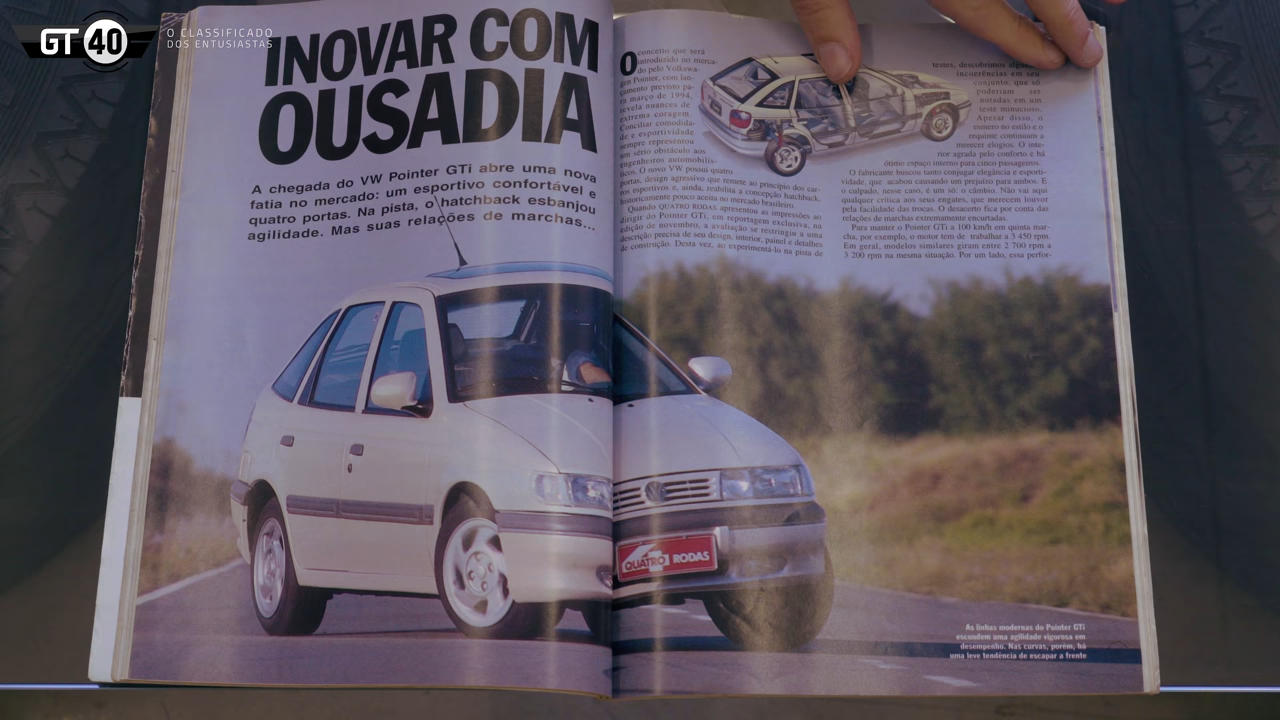 GT 40
O CLASSIFICADO
DOS ENTUSIASTAS
INOVAR COM
OUSADIA
A chegada do VW Pointer GTi abre uma nova
fatia no mercado: um esportivo confortável e
quatro portas. Na pista, o hatchback esbanjou
agilidade. Mas suas relações de marchas...
O conceito que será
introduzido no merca-
do pelo Volkswa-
gen Pointer, com lan-
çamento previsto pa-
ra março de 1994,
revela nuances de
extrema coragem.
Conciliar comodida-
de e esportividade
sempre representou
um sério obstáculo aos
engenheiros automobilís-
ticos. O novo VW possui quatro
portas, design agressivo que remete ao princípio dos car-
ros esportivos e, ainda, reabilita a concepção hatchback,
historicamente pouco aceita no mercado brasileiro.
Quando QUATRO RODAS apresentou as impressões ao
dirigir do Pointer GTi, em reportagem exclusiva, na
edição de novembro, a avaliação se restringiu a uma
descrição precisa de seu design, interior, painel e detalhes
de construção. Desta vez, ao experimentá-lo na pista de
testes, descobrimos algumas
incoerências em seu
conjunto, que só
poderiam ser
notadas em um
teste minucioso.
Apesar disso, o
esmero no estilo e o
requinte continuam a
merecer elogios. O inte-
rior agrada pelo conforto e há
ótimo espaço interno para cinco passageiros.
O fabricante buscou tanto conjugar elegância e esporti-
vidade, que acabou causando um prejuízo para ambos. E
o culpado, nesse caso, é um só: o câmbio. Não vai aqui
qualquer crítica aos seus engates, que merecem louvor
pela facilidade das trocas. O desacerto fica por conta das
relações de marchas extremamente encurtadas.
Para manter o Pointer GTi a 100 km/h em quinta mar-
cha, por exemplo, o motor tem de trabalhar a 3 450 rpm.
Em geral, modelos similares giram entre 2 700 rpm a
3 200 rpm na mesma situação. Por um lado, essa perfor-
QUATRO RODAS
As linhas modernas do Pointer GTi
escondem uma agilidade vigorosa em
desempenho. Nas curvas, porém, há
uma leve tendência de escapar a frente